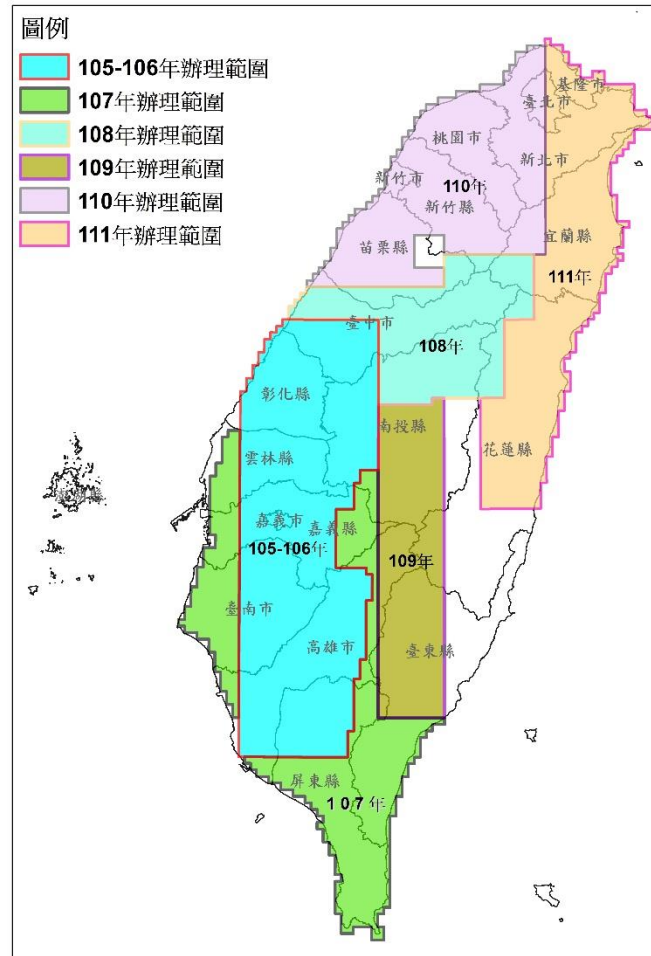 圖例
105-106年辦理範圍
107年辦理範圍
108年辦理範圍
109年辦理範圍
110年辦理範圍
111年辦理範圍
基隆市
臺北市
桃園市
新北市
新竹市
110年
新竹縣
苗栗縣
宜蘭縣
111年
臺中市
108年
彰化縣
南投縣
花蓮縣
雲林縣
嘉義市
嘉義縣
105-106年
109年
臺南市
高雄市
臺東縣
屏東縣
107年